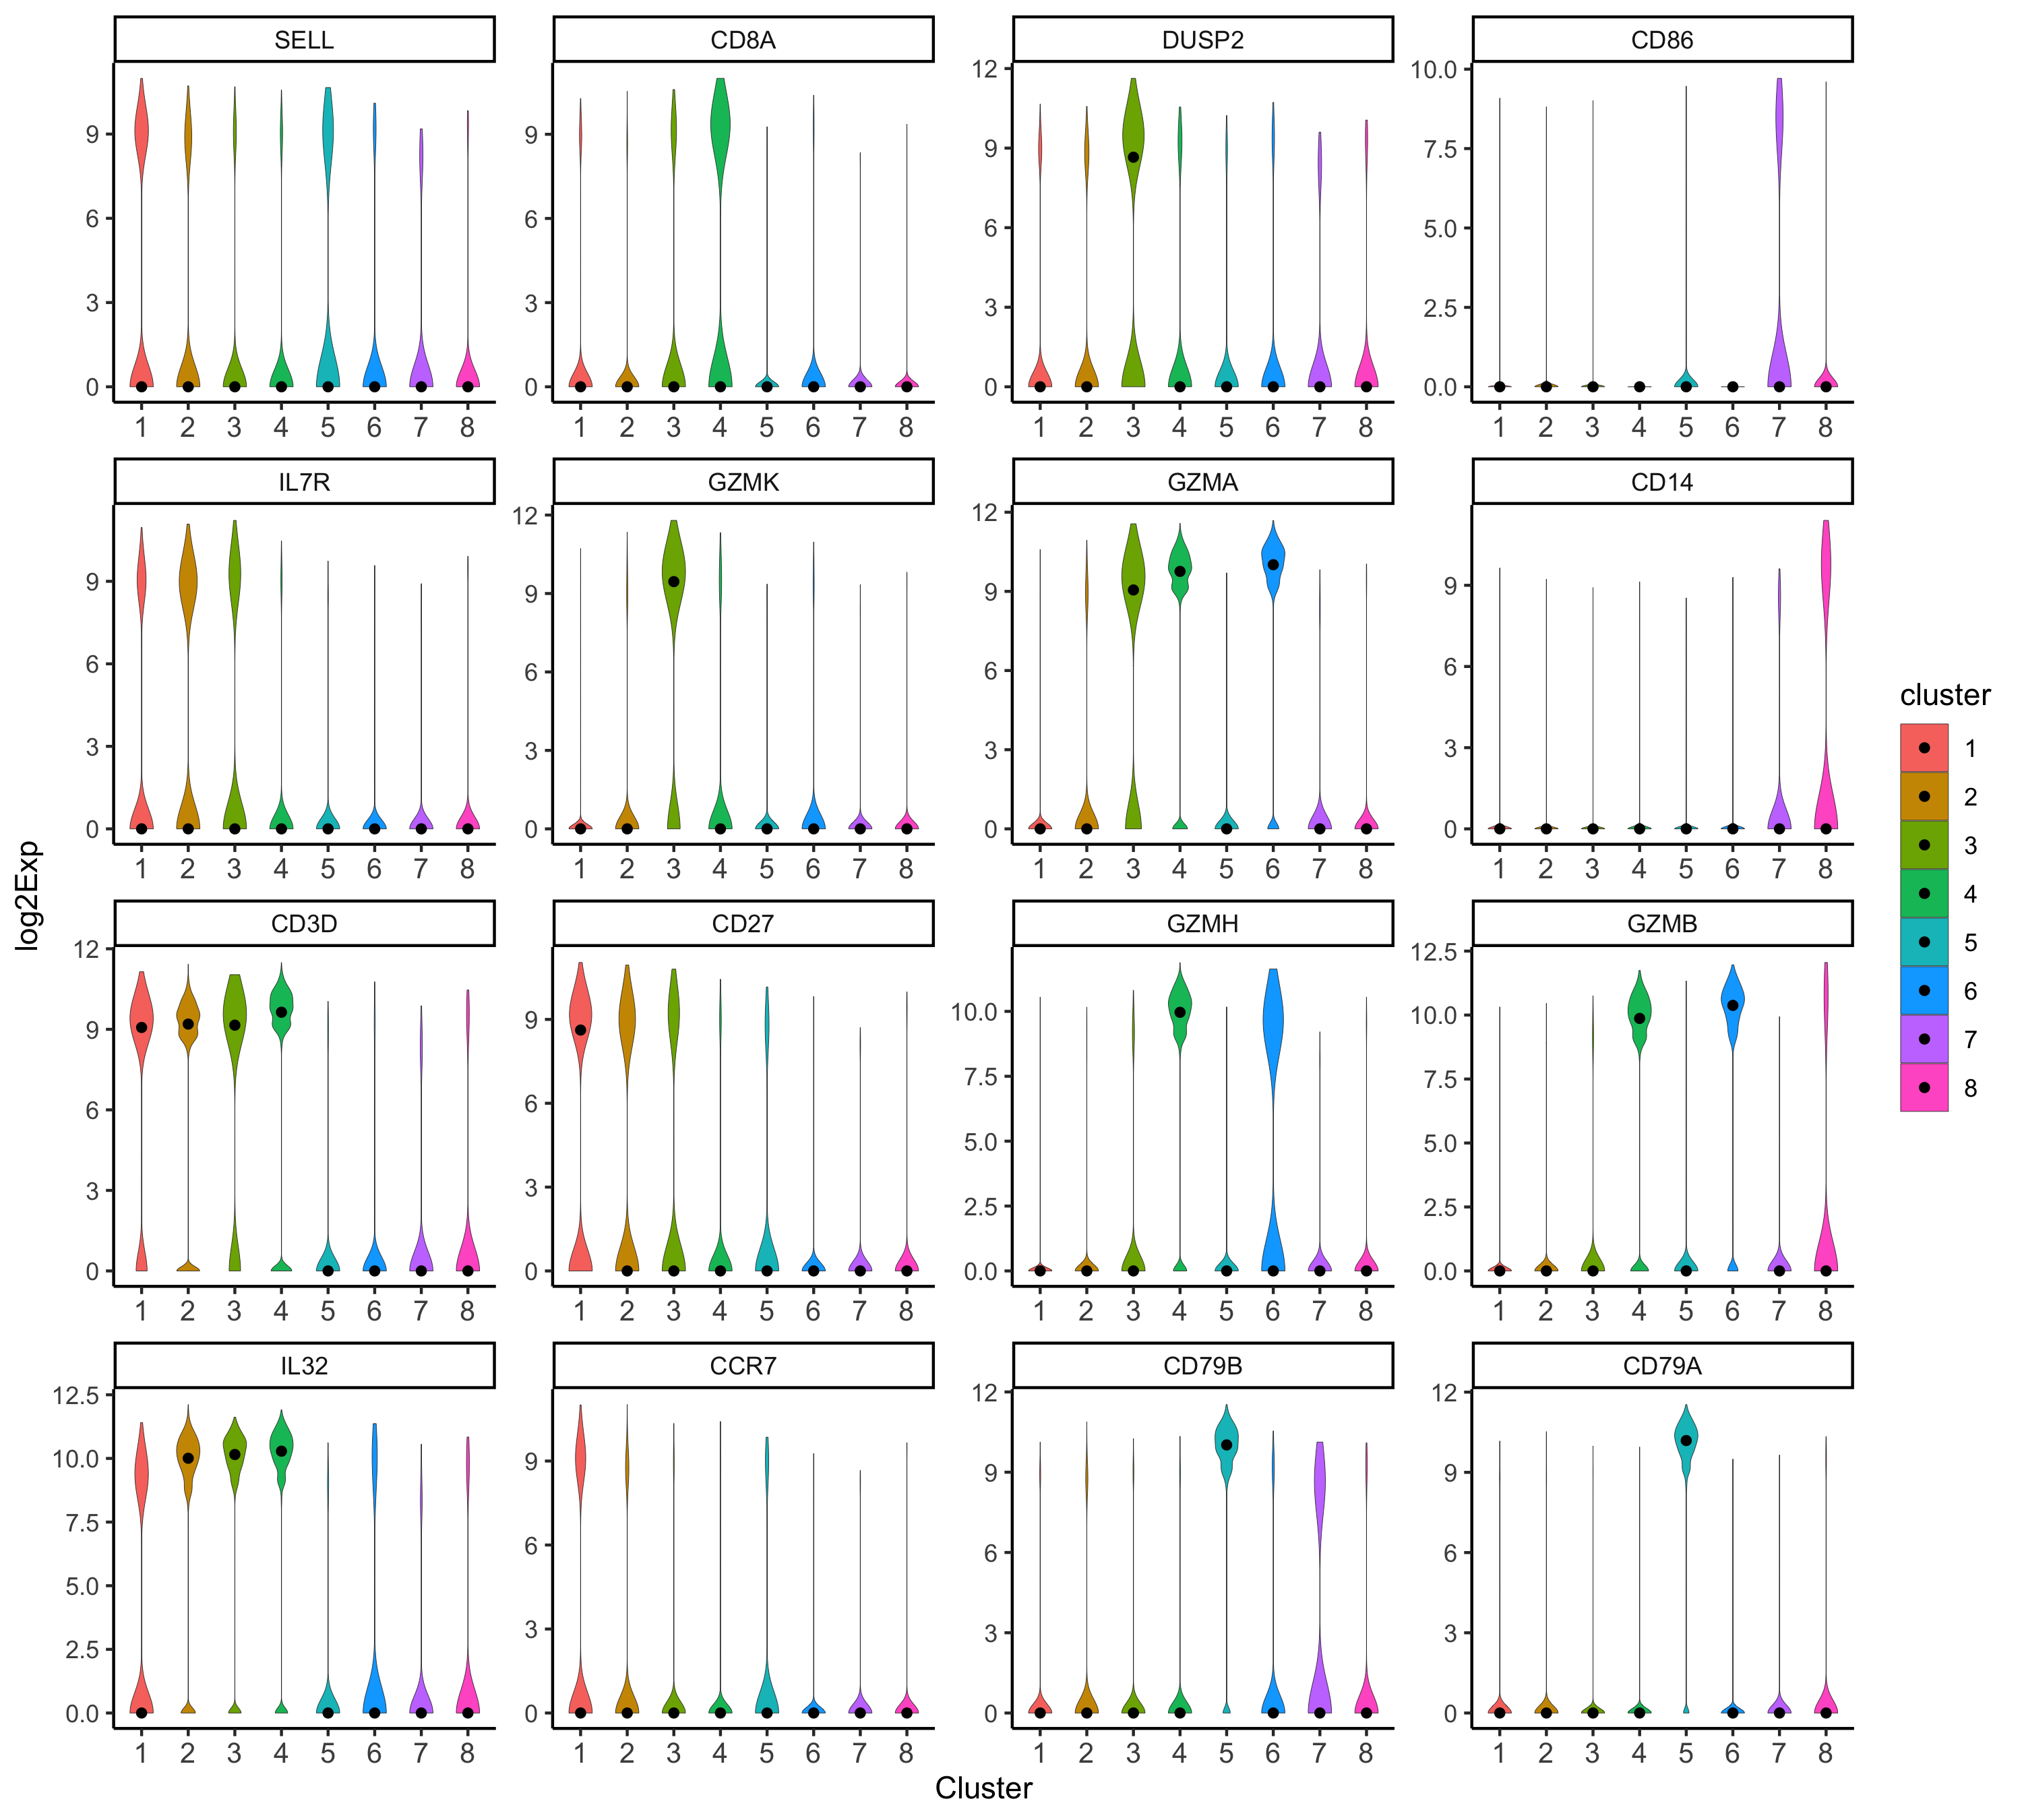 SELL CD8A DUSP2 CD86
9 6 3 0
9 6 3 0
12 9 6 3 0
10.0 7.5 5.0 2.5 0.0
1 2 3 4 5 6 7 8
1 2 3 4 5 6 7 8
1 2 3 4 5 6 7 8
1 2 3 4 5 6 7 8
IL7R GZMK GZMA CD14
9 6 3 0
12 9 6 3 0
12 9 6 3 0
9 6 3 0
1 2 3 4 5 6 7 8
1 2 3 4 5 6 7 8
1 2 3 4 5 6 7 8
1 2 3 4 5 6 7 8
CD3D CD27 GZMH GZMB
12 9 6 3 0
9 6 3 0
10.0 7.5 5.0 2.5 0.0
12.5 10.0 7.5 5.0 2.5 0.0
1 2 3 4 5 6 7 8
1 2 3 4 5 6 7 8
1 2 3 4 5 6 7 8
1 2 3 4 5 6 7 8
IL32 CCR7 CD79B CD79A
12.5 10.0 7.5 5.0 2.5 0.0
9 6 3 0
12 9 6 3 0
12 9 6 3 0
1 2 3 4 5 6 7 8
1 2 3 4 5 6 7 8
1 2 3 4 5 6 7 8
1 2 3 4 5 6 7 8
log2Exp
Cluster
cluster
1
2
3
4
5
6
7
8